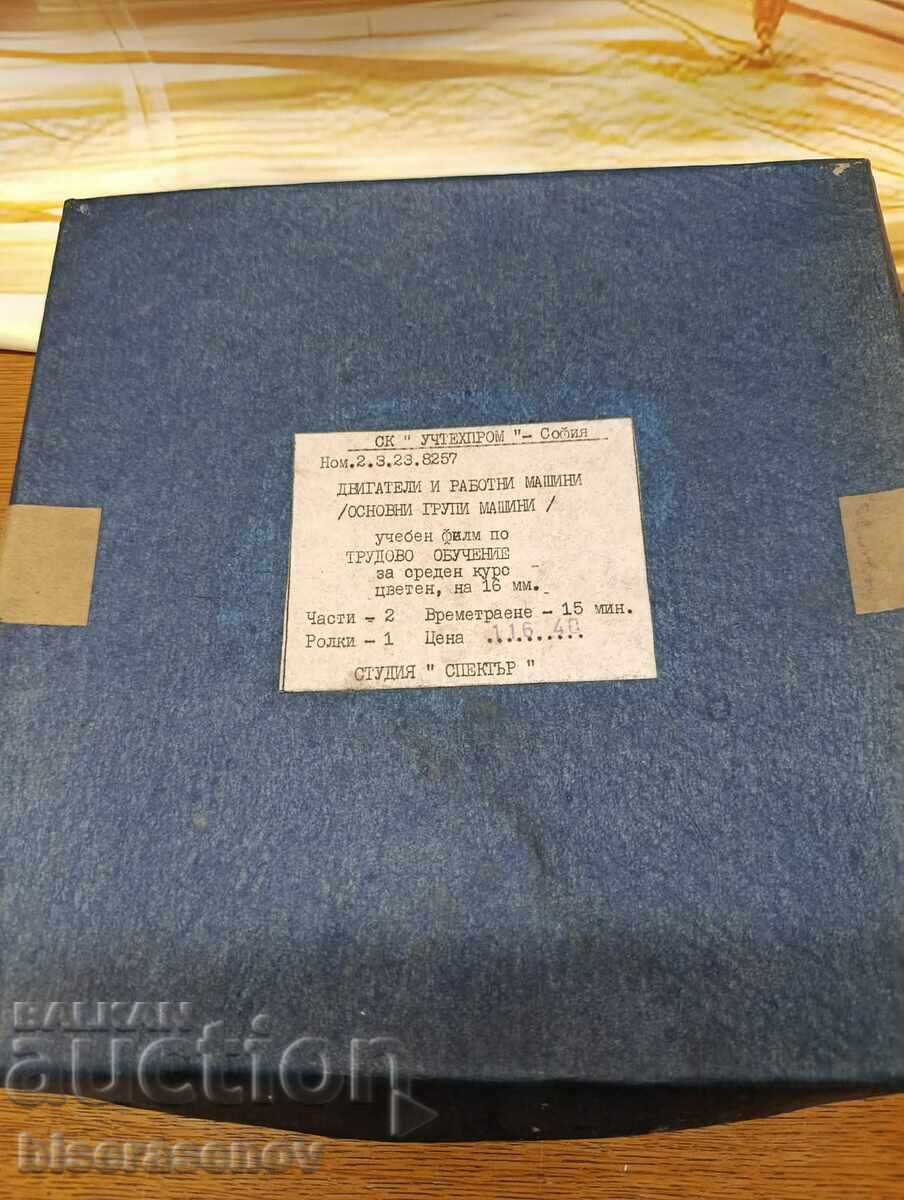 СК " УЧТЕХПРОМ "- София
Ном.2.3.23.8257
ДВИГАТЕЛИ И РАБОТНИ МАШИНИ
/ОСНОВНИ ГРУПИ МАШИНИ /
учебен филм по
ТРУДОВО ОБУЧЕНИЕ
за среден курс
цветен, на 16 мм.
Части - 2 Времетраене - 15 мин.
Ролки - 1 Цена 116 40
СТУДИЯ " СПЕКТЪР "
BALKAN
auction
biserasenov